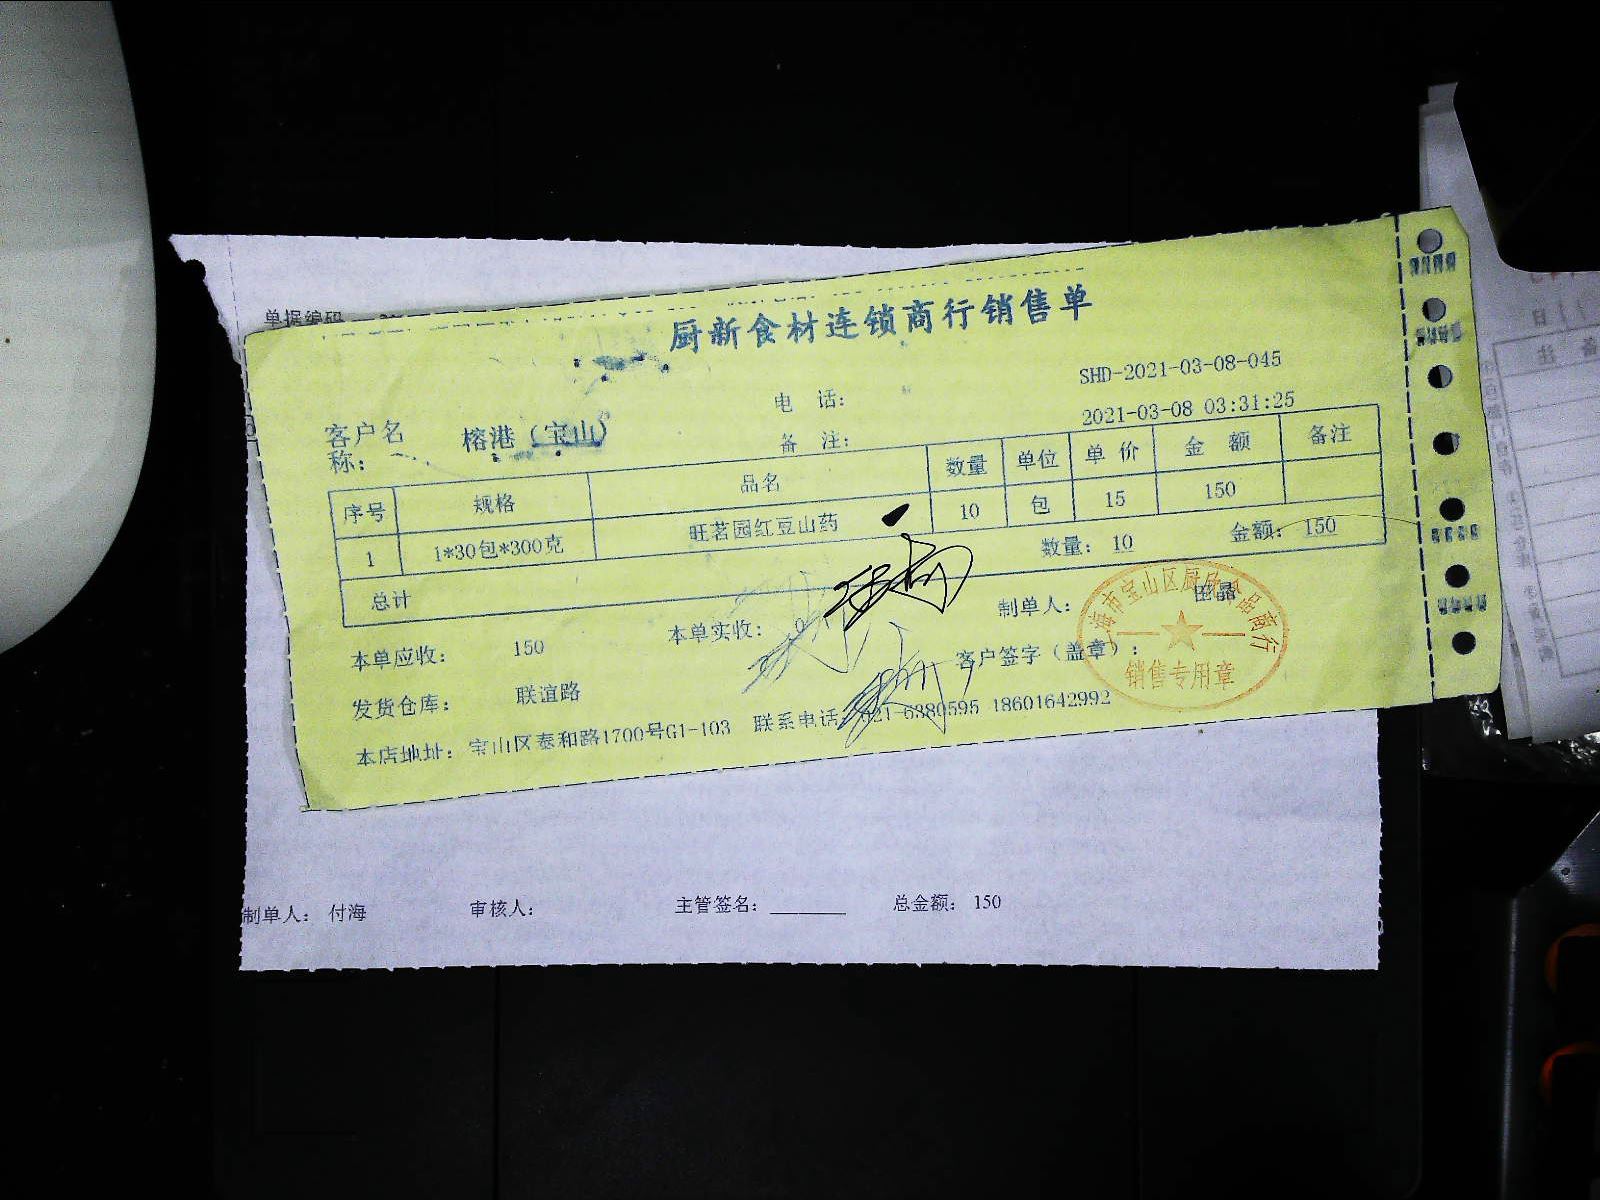 单据编码
厨新食材连锁商行销售单
SHD-2021-03-08-045
电 话：
2021-03-08 03:31:25
客户名称： 榕港（宝山） 备 注：
序号 规格 品名 数量 单位 单价 金额 备注
1 1*30包*300克 旺茗园红豆山药 10 包 15 150
总计 数量：10 金额：150
本单应收： 150 本单实收： 0 制单人：
发货仓库： 联谊路 客户签字（盖章）：
本店地址：宝山区泰和路1700号G1-103 联系电话：021-6380595 18601642992
销售专用章
制单人： 付海 审核人： 主管签名： 总金额： 150